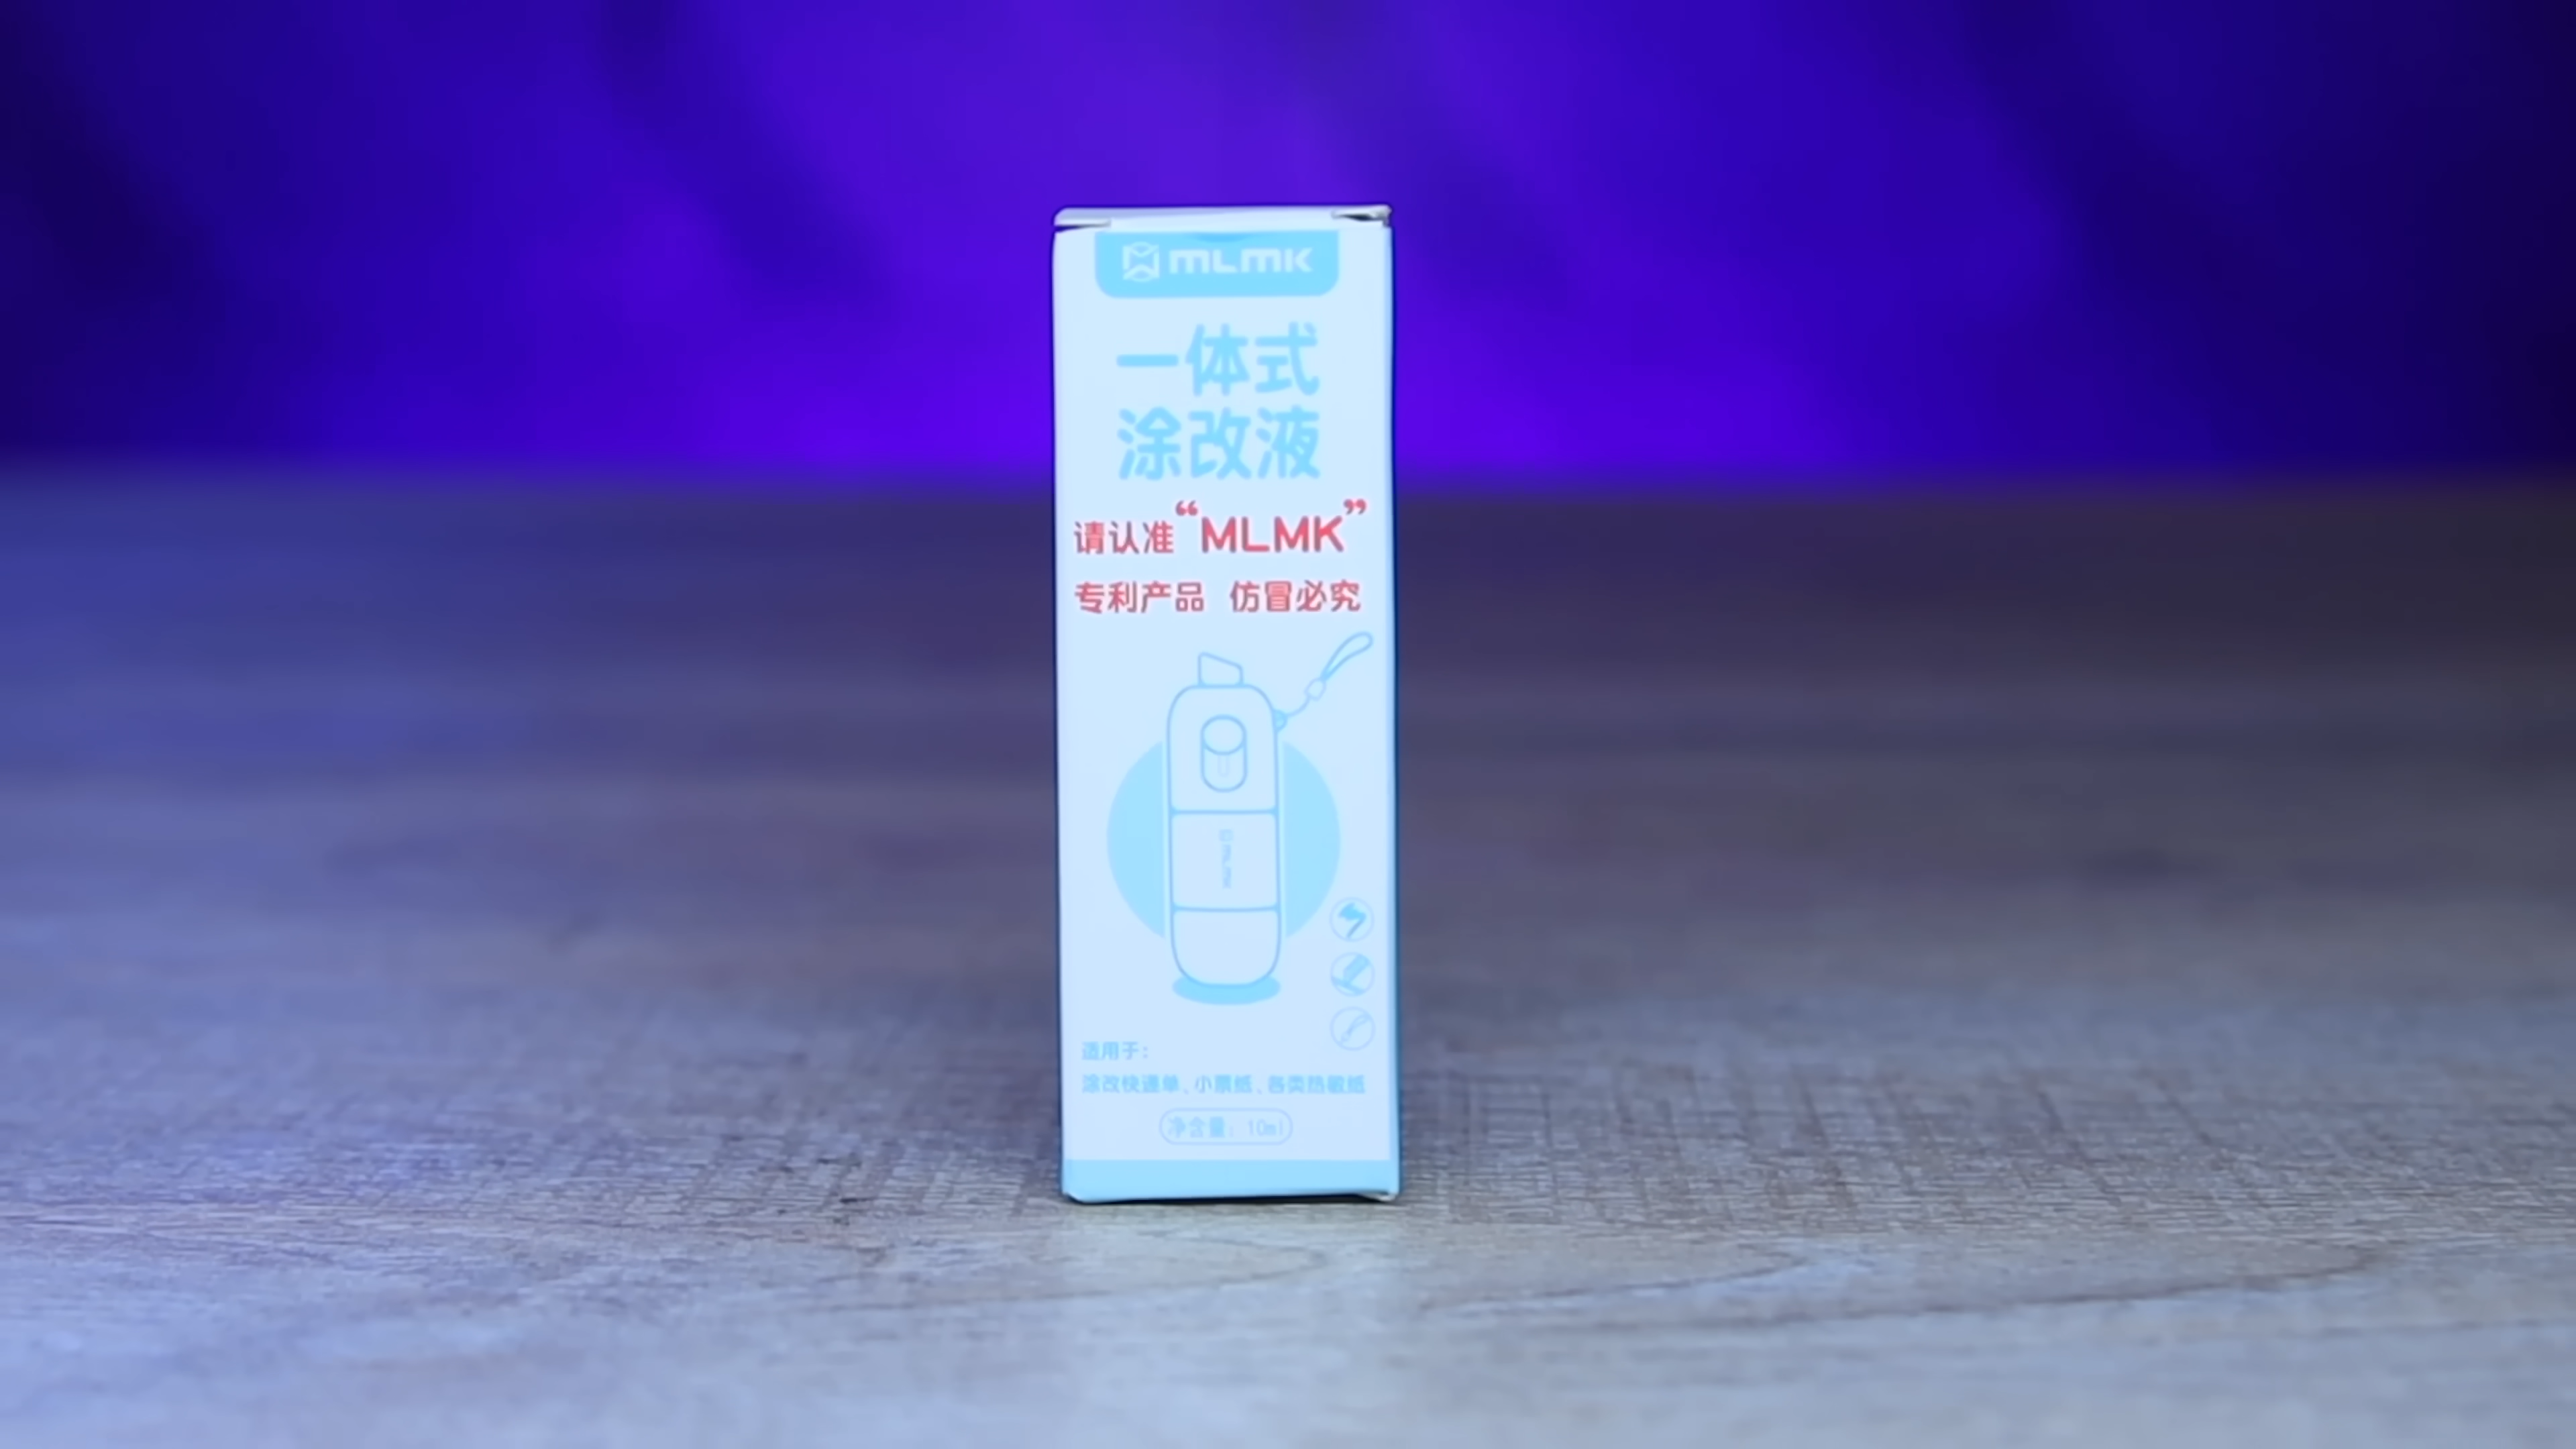 MLMK
一体式
涂改液
请认准“MLMK”
专利产品 仿冒必究
MLMK
适用于：
涂改快递单、小票纸、各类热敏纸
净含量：10ml